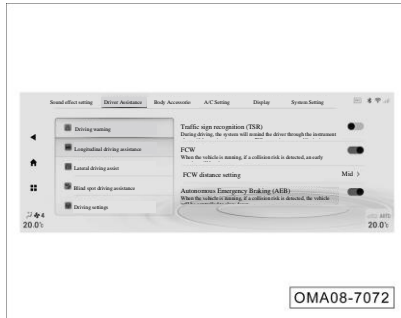 Sound effect setting Driver Assistance Body Accessorie A/C Setting Display System Setting
Driving warning
Longitudinal driving assistance
Lateral driving assist
Blind spot driving assistance
Driving settings
Traffic sign recognition (TSR)
During driving, the system will remind the driver through the instrument
FCW
When the vehicle is running, if a collision risk is detected, an early
FCW distance setting Mid >
Autonomous Emergency Braking (AEB)
When the vehicle is running, if a collision risk is detected, the vehicle
20.0°c
AUTO
20.0°c
OMA08-7072